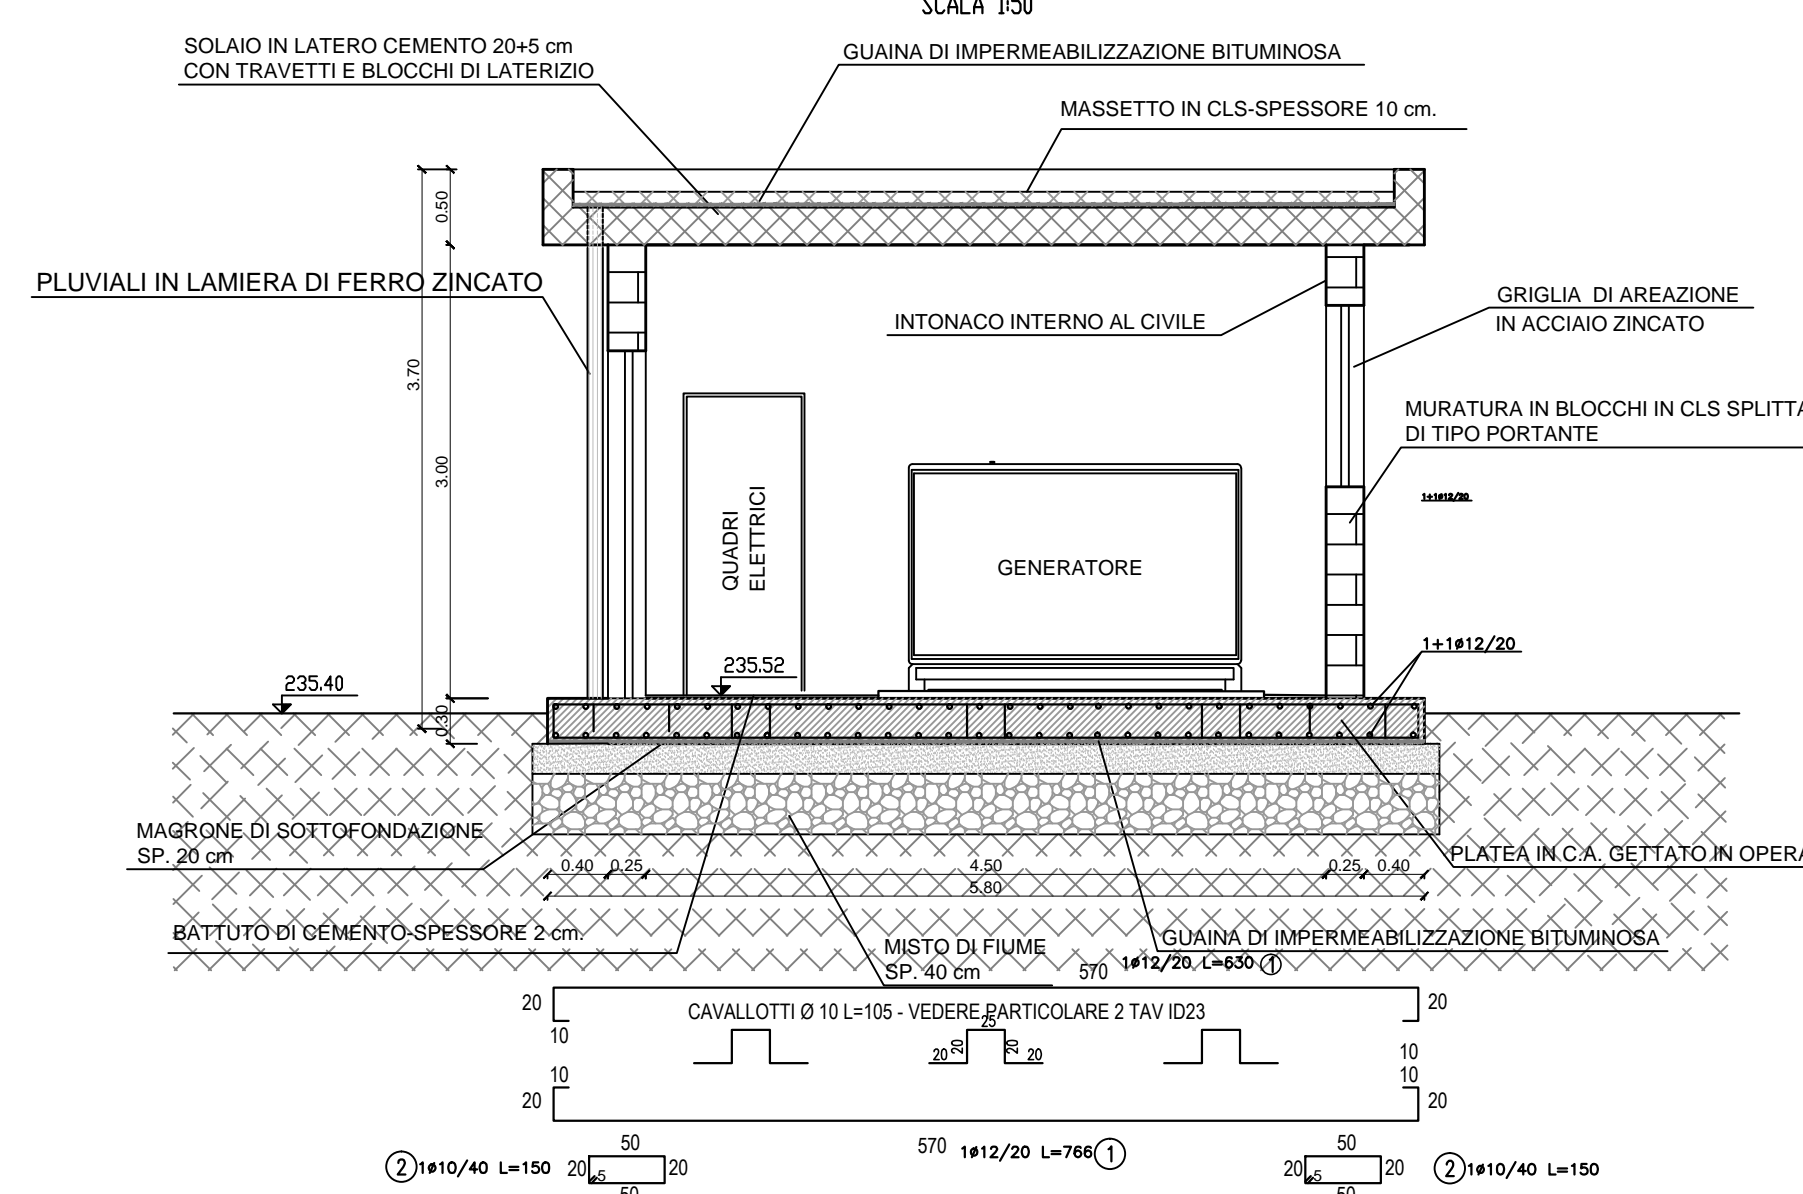 SCALA 1:50
SOLAIO IN LATERO CEMENTO 20+5 cm
CON TRAVETTI E BLOCCHI DI LATERIZIO
GUAINA DI IMPERMEABILIZZAZIONE BITUMINOSA
MASSETTO IN CLS-SPESSORE 10 cm.
0.50
PLUVIALI IN LAMIERA DI FERRO ZINCATO
INTONACO INTERNO AL CIVILE
GRIGLIA DI AREAZIONE
IN ACCIAIO ZINCATO
3.70
3.00
MURATURA IN BLOCCHI IN CLS SPLITTA
DI TIPO PORTANTE
1+1ø12/20
QUADRI
ELETTRICI
GENERATORE
1+1ø12/20
235.52
235.40
0.30
MAGRONE DI SOTTOFONDAZIONE
SP. 20 cm
PLATEA IN C.A. GETTATO IN OPERA
0.40 0.25 4.50 0.25 0.40
5.80
BATTUTO DI CEMENTO-SPESSORE 2 cm.
MISTO DI FIUME
SP. 40 cm
GUAINA DI IMPERMEABILIZZAZIONE BITUMINOSA
570 1ø12/20 L=630 1
20 20
CAVALLOTTI Ø 10 L=105 - VEDERE PARTICOLARE 2 TAV ID23
25
10
20 20 20 20
10
10 10
20 20
570 1ø12/20 L=766 1
50 50
2 1ø10/40 L=150 20 5 20
20 5 20 2 1ø10/40 L=150
50 50